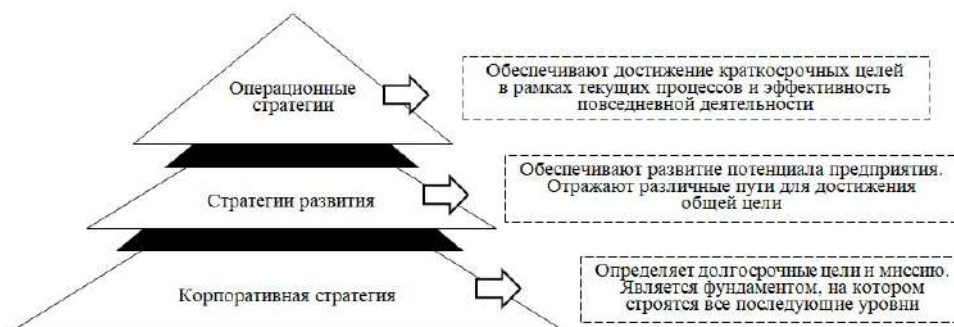 Операционные
стратегии
Обеспечивают достижение краткосрочных целей
в рамках текущих процессов и эффективность
повседневной деятельности
Стратегии развития
Обеспечивают развитие потенциала предприятия.
Отражают различные пути для достижения
общей цели
Корпоративная стратегия
Определяет долгосрочные цели и миссию.
Является фундаментом, на котором
строятся все последующие уровни